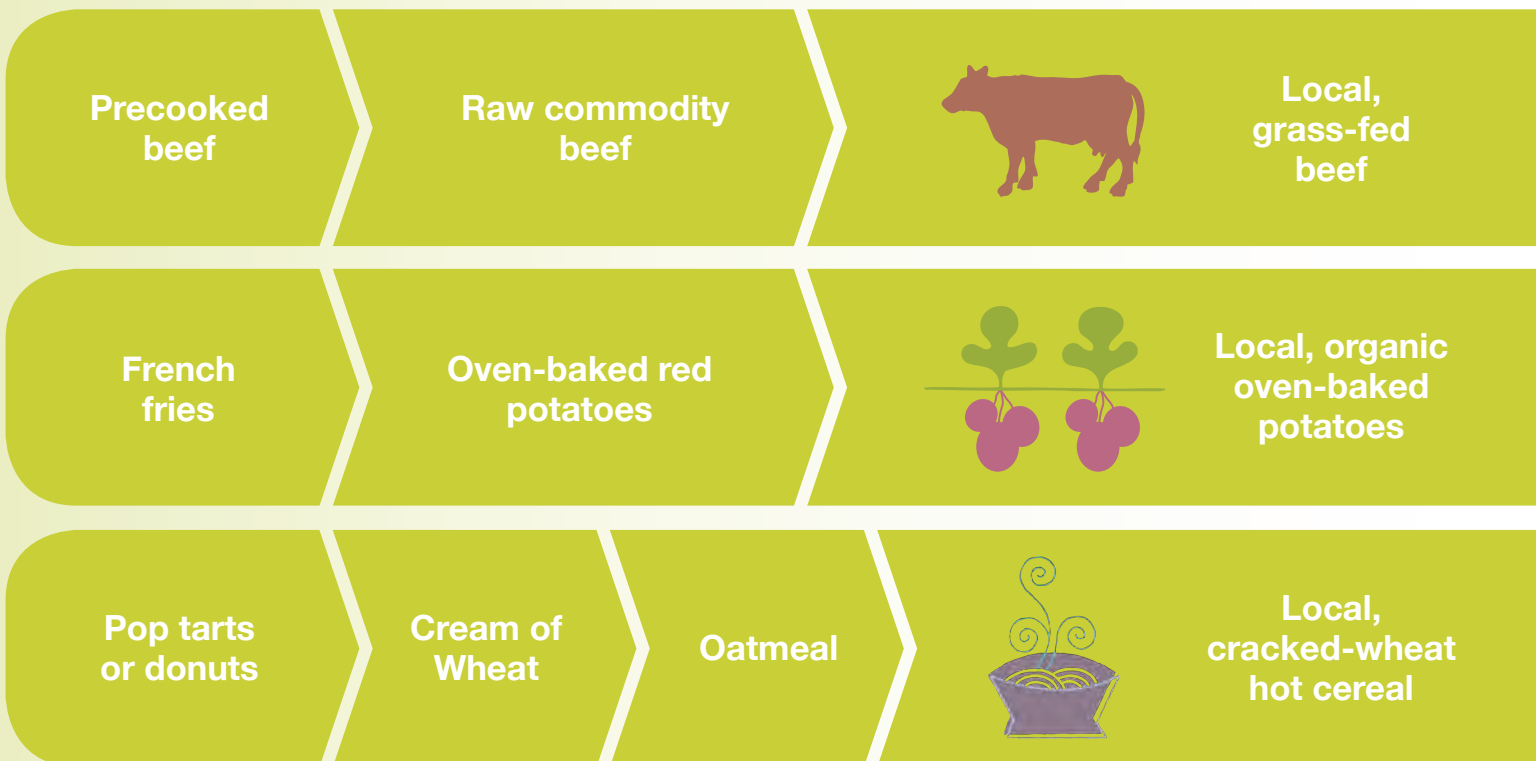 Precooked
beef
Raw commodity
beef
Local,
grass-fed
beef
French
fries
Oven-baked red
potatoes
Local, organic
oven-baked
potatoes
Pop tarts
or donuts
Cream of
Wheat
Oatmeal
Local,
cracked-wheat
hot cereal